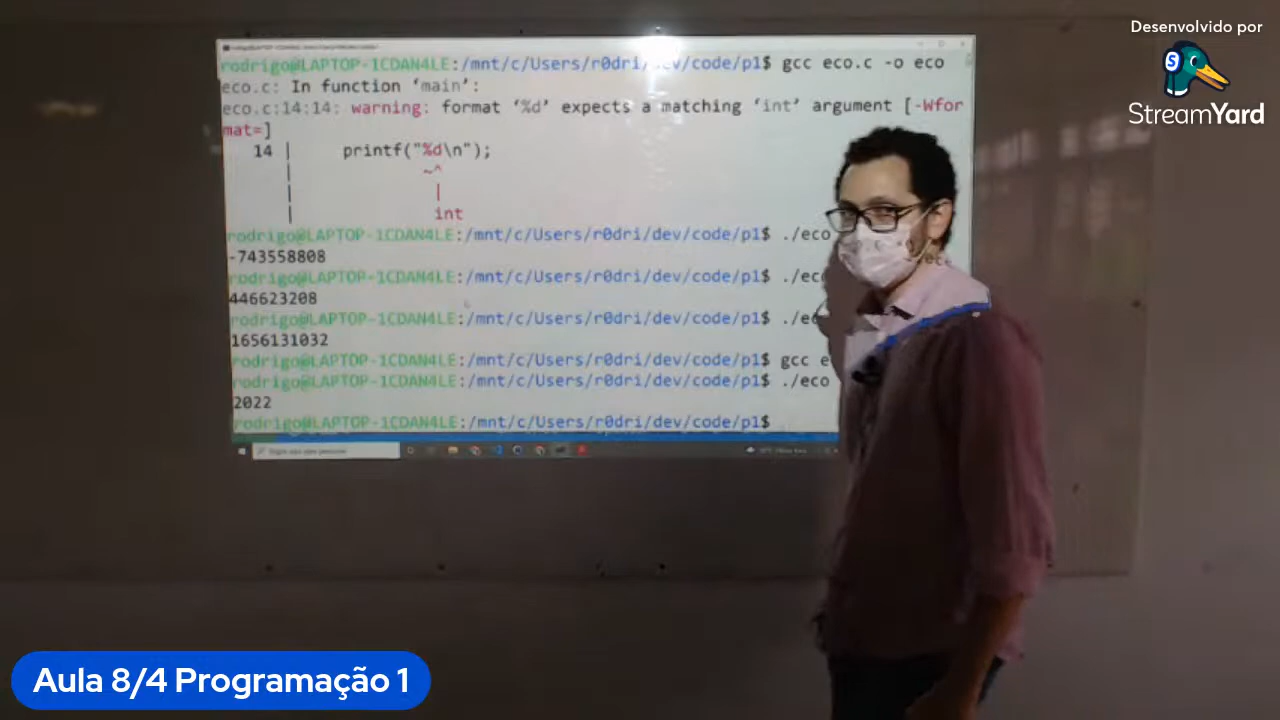 Desenvolvido por
StreamYard
rodrigo@LAPTOP-1CDAN4LE:/mnt/c/Users/r0dri/dev/code/p1$ gcc eco.c -o eco
eco.c: In function ‘main’:
eco.c:14:14: warning: format ‘%d’ expects a matching ‘int’ argument [-Wfor
mat=]
14 | printf("%d\n");
| ~^
| |
| int
rodrigo@LAPTOP-1CDAN4LE:/mnt/c/Users/r0dri/dev/code/p1$ ./eco
-743558808
rodrigo@LAPTOP-1CDAN4LE:/mnt/c/Users/r0dri/dev/code/p1$ ./ec
446623208
rodrigo@LAPTOP-1CDAN4LE:/mnt/c/Users/r0dri/dev/code/p1$ ./ec
1656131032
rodrigo@LAPTOP-1CDAN4LE:/mnt/c/Users/r0dri/dev/code/p1$ gcc e
rodrigo@LAPTOP-1CDAN4LE:/mnt/c/Users/r0dri/dev/code/p1$ ./eco
2022
rodrigo@LAPTOP-1CDAN4LE:/mnt/c/Users/r0dri/dev/code/p1$
Aula 8/4 Programação 1